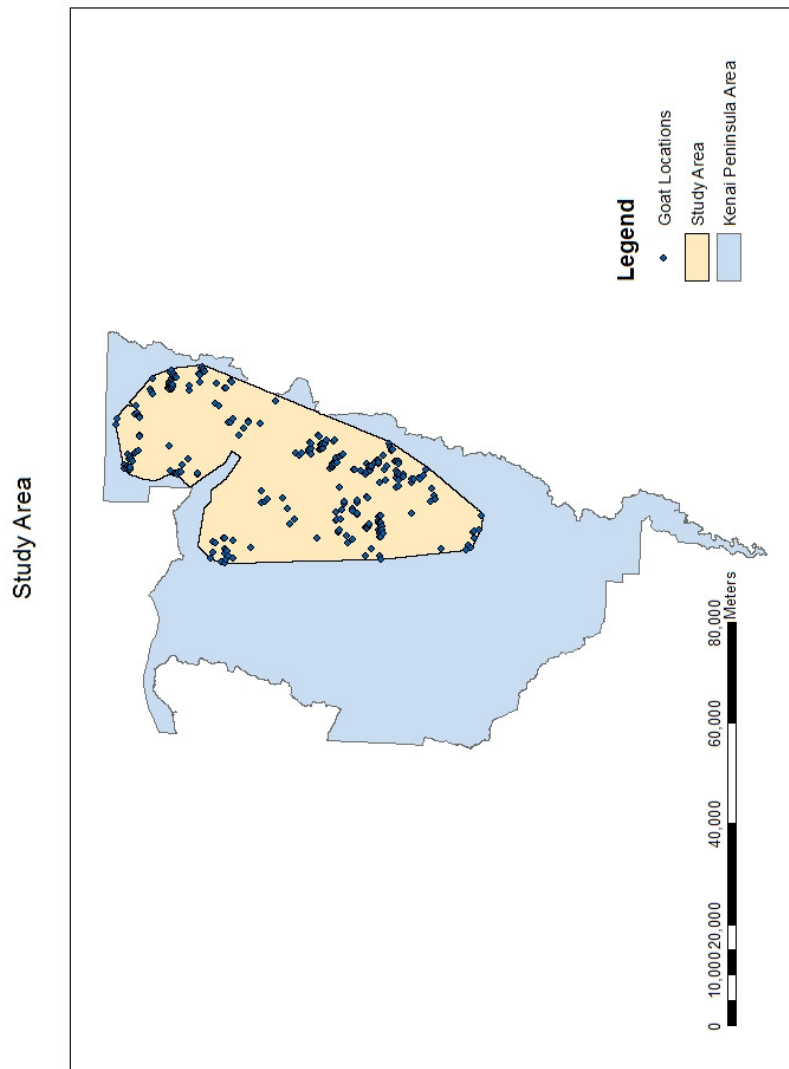 Study Area
Legend
Goat Locations
Study Area
Kenai Peninsula Area
0 10,000 20,000 40,000 60,000 80,000
Meters